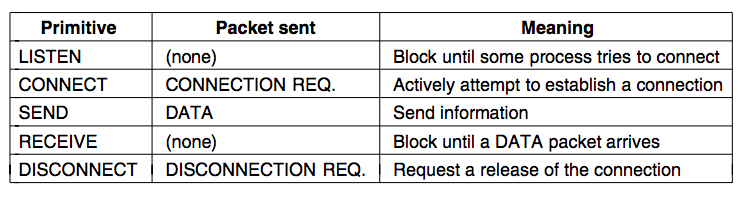 Primitive Packet sent Meaning
LISTEN (none) Block until some process tries to connect
CONNECT CONNECTION REQ. Actively attempt to establish a connection
SEND DATA Send information
RECEIVE (none) Block until a DATA packet arrives
DISCONNECT DISCONNECTION REQ. Request a release of the connection